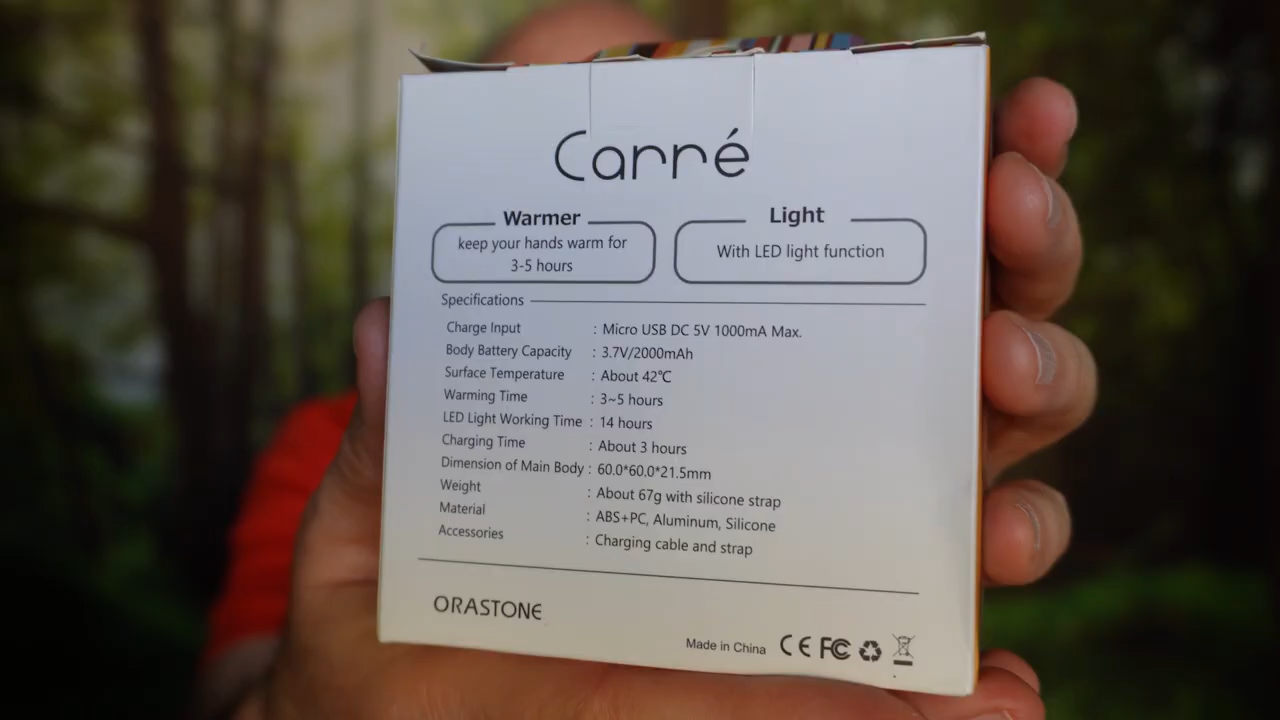 Carré
Warmer
keep your hands warm for
3-5 hours
Light
With LED light function
Specifications
Charge Input : Micro USB DC 5V 1000mA Max.
Body Battery Capacity : 3.7V/2000mAh
Surface Temperature : About 42℃
Warming Time : 3~5 hours
LED Light Working Time : 14 hours
Charging Time : About 3 hours
Dimension of Main Body : 60.0*60.0*21.5mm
Weight : About 67g with silicone strap
Material : ABS+PC, Aluminum, Silicone
Accessories : Charging cable and strap
ORASTONE
Made in China CE FC